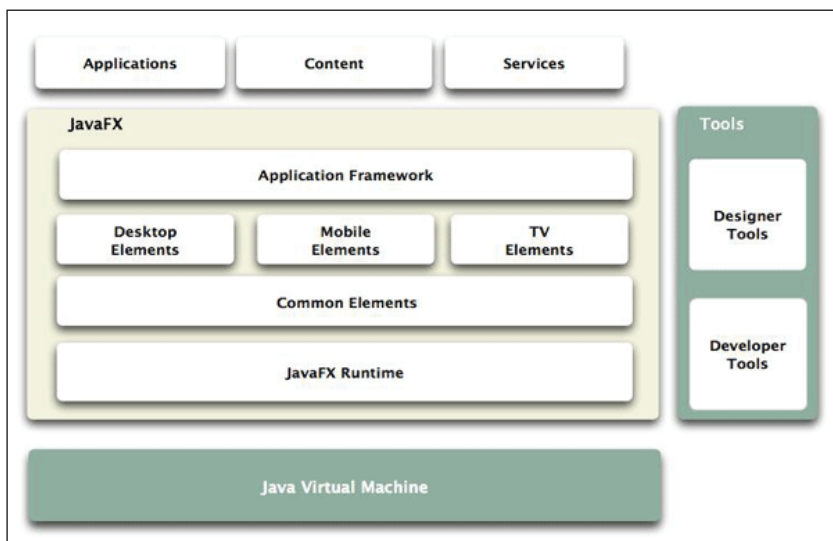 Applications Content Services
JavaFX
Application Framework
Desktop
Elements
Mobile
Elements
TV
Elements
Common Elements
JavaFX Runtime
Tools
Designer
Tools
Developer
Tools
Java Virtual Machine